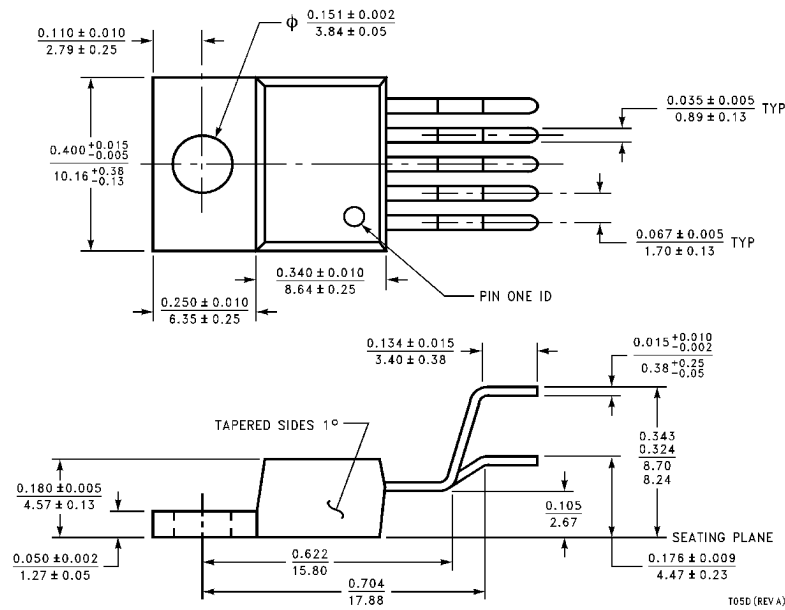 0.110 ± 0.010
2.79 ± 0.25
ϕ 0.151 ± 0.002
3.84 ± 0.05
0.400 +0.015 -0.005
10.16 +0.38 -0.13
0.035 ± 0.005
0.89 ± 0.13 TYP
0.067 ± 0.005
1.70 ± 0.13 TYP
0.340 ± 0.010
8.64 ± 0.25
0.250 ± 0.010
6.35 ± 0.25
PIN ONE ID
0.134 ± 0.015
3.40 ± 0.38
0.015 +0.010 -0.002
0.38 +0.25 -0.05
TAPERED SIDES 1°
0.180 ± 0.005
4.57 ± 0.13
0.343
0.324
8.70
8.24
0.105
2.67
SEATING PLANE
0.050 ± 0.002
1.27 ± 0.05
0.622
15.80
0.176 ± 0.009
4.47 ± 0.23
0.704
17.88
T05D (REV A)